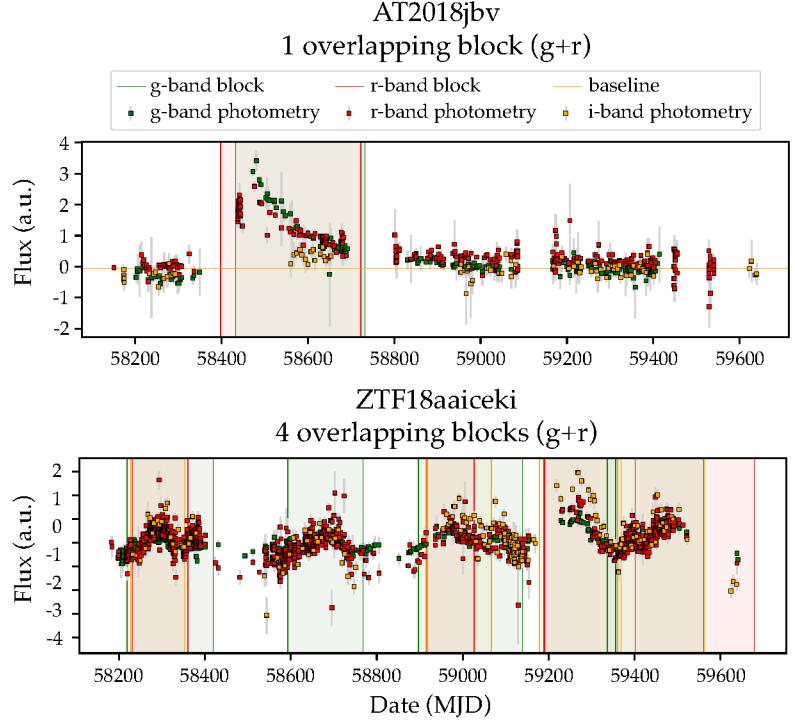 AT2018jbv
1 overlapping block (g+r)
g-band block r-band block baseline
g-band photometry r-band photometry i-band photometry
4
3
2
1
0
-1
-2
Flux (a.u.)
58200 58400 58600 58800 59000 59200 59400 59600
ZTF18aaiceki
4 overlapping blocks (g+r)
2
1
0
-1
-2
-3
-4
Flux (a.u.)
58200 58400 58600 58800 59000 59200 59400 59600
Date (MJD)